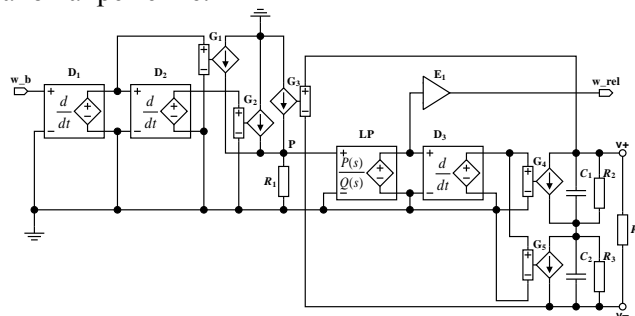 G₁
E₁
w_b
D₁
D₂
G₃
w_rel
d
dt
d
dt
G₂
P
LP
D₃
V+
R₁
P(s)
Q(s)
d
dt
G₄
C₁
R₂
G₅
C₂
R₃
V−